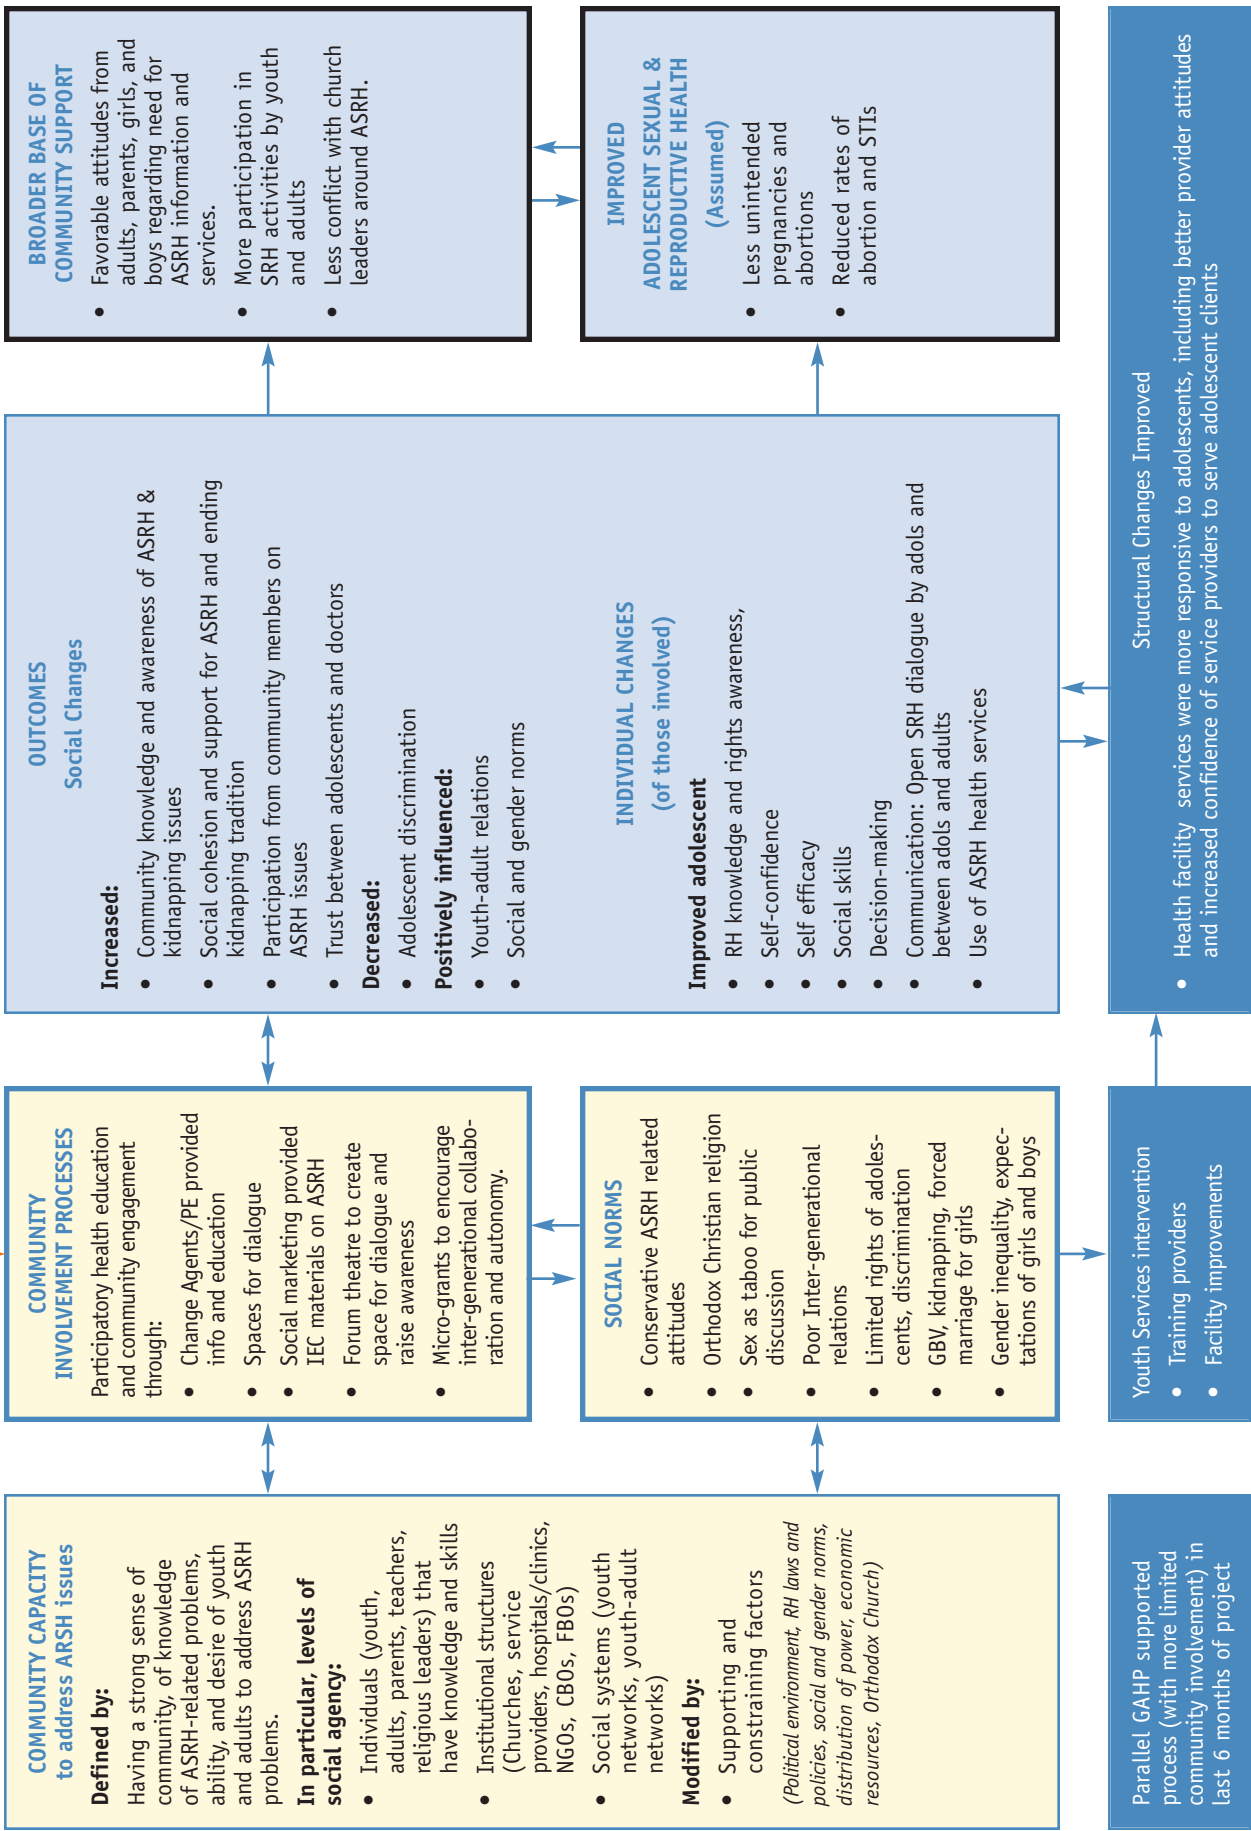 COMMUNITY CAPACITY
to address ARSH issues
Defined by:
Having a strong sense of
community, of knowledge
of ASRH-related problems,
ability, and desire of youth
and adults to address ASRH
problems.
In particular, levels of
social agency:
• Individuals (youth,
adults, parents, teachers,
religious leaders) that
have knowledge and skills
• Institutional structures
(Churches, service
providers, hospitals/clinics,
NGOs, CBOs, FBOs)
• Social systems (youth
networks, youth-adult
networks)
Modified by:
• Supporting and
constraining factors
(Political environment, RH laws and
policies, social and gender norms,
distribution of power, economic
resources, Orthodox Church)
COMMUNITY
INVOLVEMENT PROCESSES
Participatory health education
and community engagement
through:
• Change Agents/PE provided
info and education
• Spaces for dialogue
• Social marketing provided
IEC materials on ASRH
• Forum theatre to create
space for dialogue and
raise awareness
• Micro-grants to encourage
inter-generational collabo-
ration and autonomy.
SOCIAL NORMS
• Conservative ASRH related
attitudes
• Orthodox Christian religion
• Sex as taboo for public
discussion
• Poor Inter-generational
relations
• Limited rights of adoles-
cents, discrimination
• GBV, kidnapping, forced
marriage for girls
• Gender inequality, expec-
tations of girls and boys
OUTCOMES
Social Changes
Increased:
• Community knowledge and awareness of ASRH &
kidnapping issues
• Social cohesion and support for ASRH and ending
kidnapping tradition
• Participation from community members on
ASRH issues
• Trust between adolescents and doctors
Decreased:
• Adolescent discrimination
Positively influenced:
• Youth-adult relations
• Social and gender norms
INDIVIDUAL CHANGES
(of those involved)
Improved adolescent
• RH knowledge and rights awareness,
• Self-confidence
• Self efficacy
• Social skills
• Decision-making
• Communication: Open SRH dialogue by adols and
between adols and adults
• Use of ASRH health services
BROADER BASE OF
COMMUNITY SUPPORT
• Favorable attitudes from
adults, parents, girls, and
boys regarding need for
ASRH information and
services.
• More participation in
SRH activities by youth
and adults
• Less conflict with church
leaders around ASRH.
IMPROVED
ADOLESCENT SEXUAL &
REPRODUCTIVE HEALTH
(Assumed)
• Less unintended
pregnancies and
abortions
• Reduced rates of
abortion and STIs
Parallel GAHP supported
process (with more limited
community involvement) in
last 6 months of project
Youth Services intervention
• Training providers
• Facility improvements
Structural Changes Improved
• Health facility services were more responsive to adolescents, including better provider attitudes
and increased confidence of service providers to serve adolescent clients